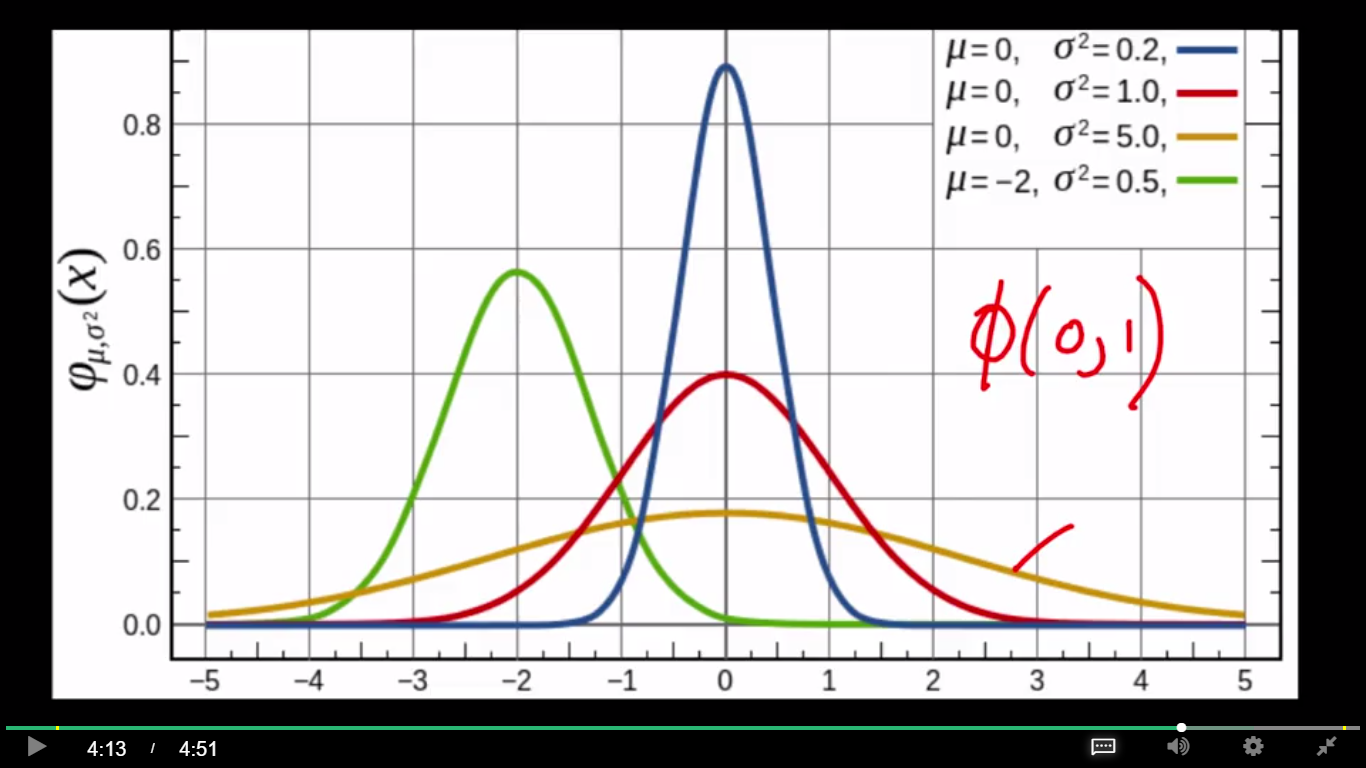 μ=0, σ²=0.2,
μ=0, σ²=1.0,
μ=0, σ²=5.0,
μ=−2, σ²=0.5,
φμ,σ²(x)
0.8
0.6
0.4
0.2
0.0
ϕ(0,1)
−5 −4 −3 −2 −1 0 1 2 3 4 5
4:13 / 4:51